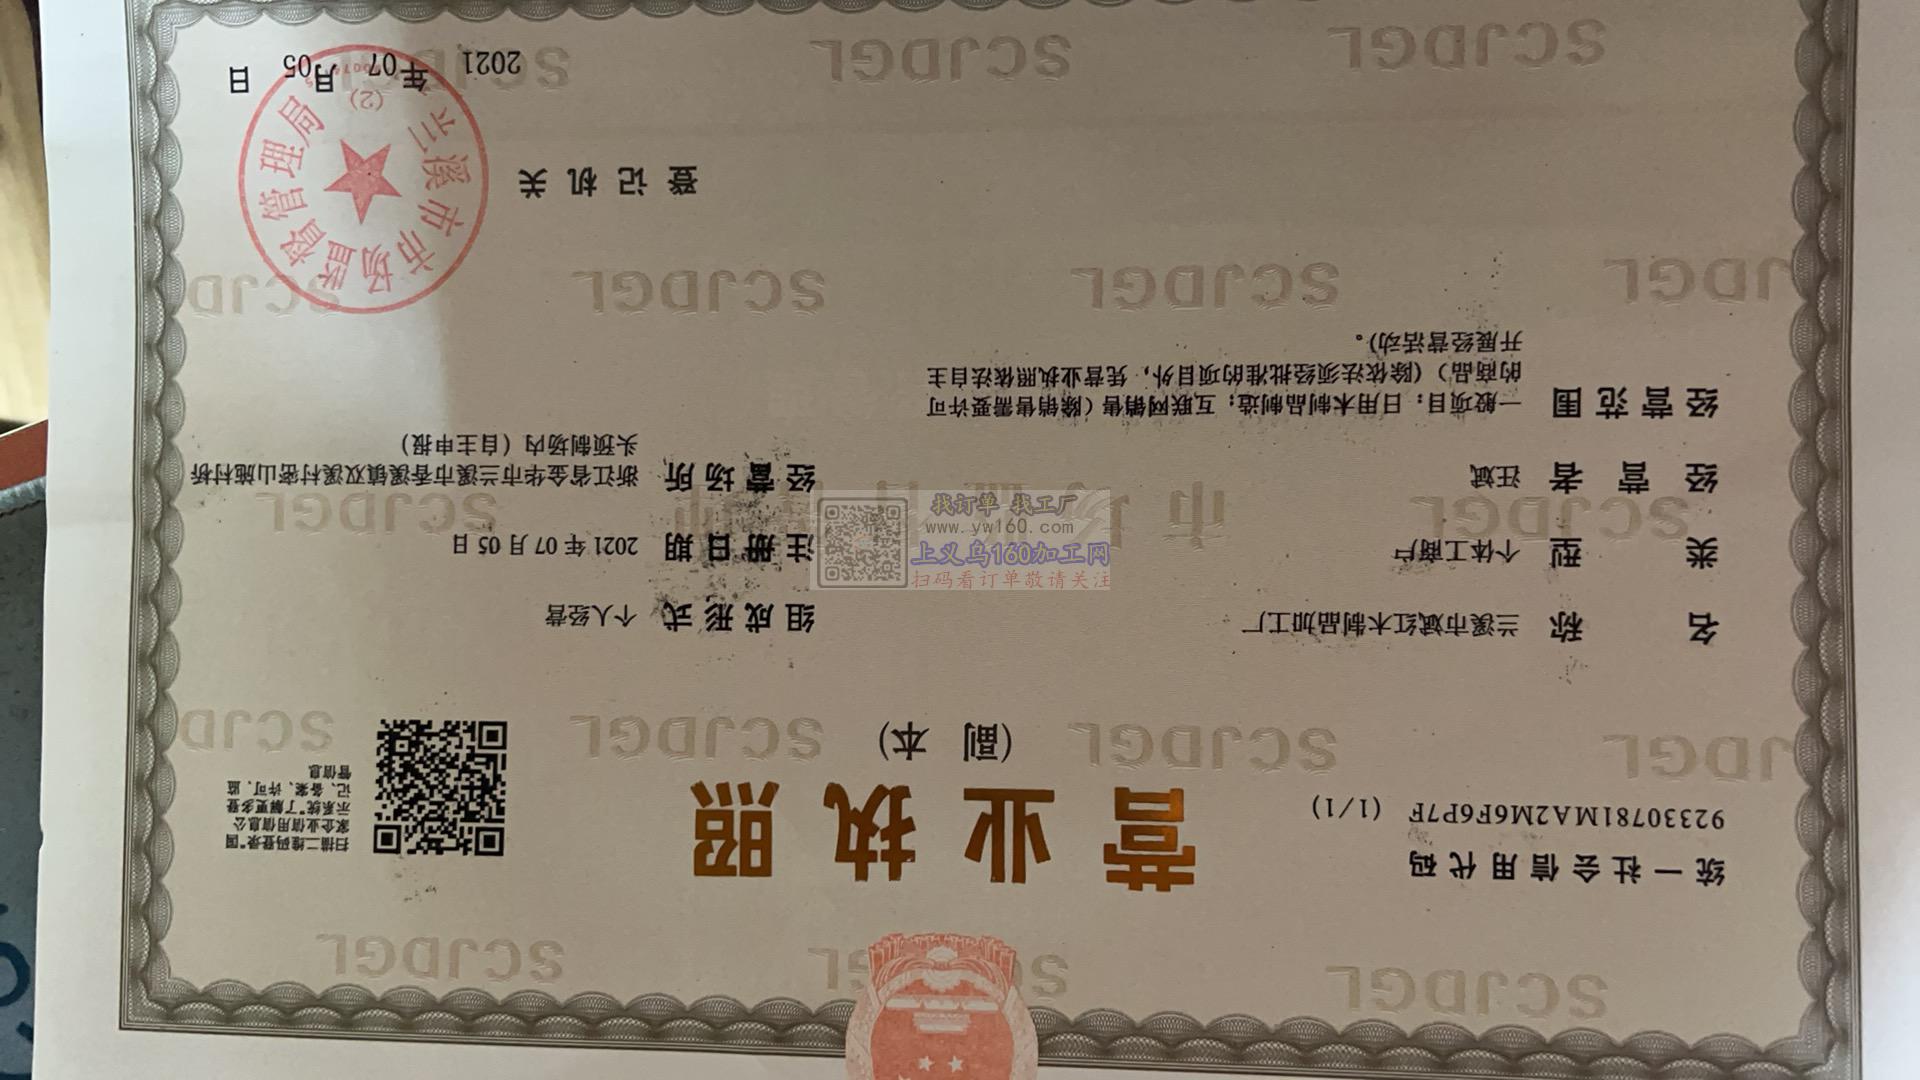 统一社会信用代码
92330781MA2M6F6P7F (1/1)
营业执照
(副 本)
扫描二维码登录“国
家企业信用信息公
示系统”了解更多登
记、备案、许可、监
管信息
名称 兰溪市斌红木制品加工厂
组成形式 个人经营
类型 个体工商户
注册日期 2021年07月05日
经营者 汪斌
经营场所 浙江省金华市兰溪市香溪镇双溪村密山施村桥
头预制场内(自主申报)
经营范围 一般项目:日用木制品制造;互联网销售(除销售需要许可
的商品)(除依法须经批准的项目外,凭营业执照依法自主
开展经营活动)。
登记机关
兰溪市市场监督管理局
(2)
2021年07月05日
SCJDGL
找订单 找工厂
www.yw160.com
上义乌160加工网
扫码看订单敬请关注